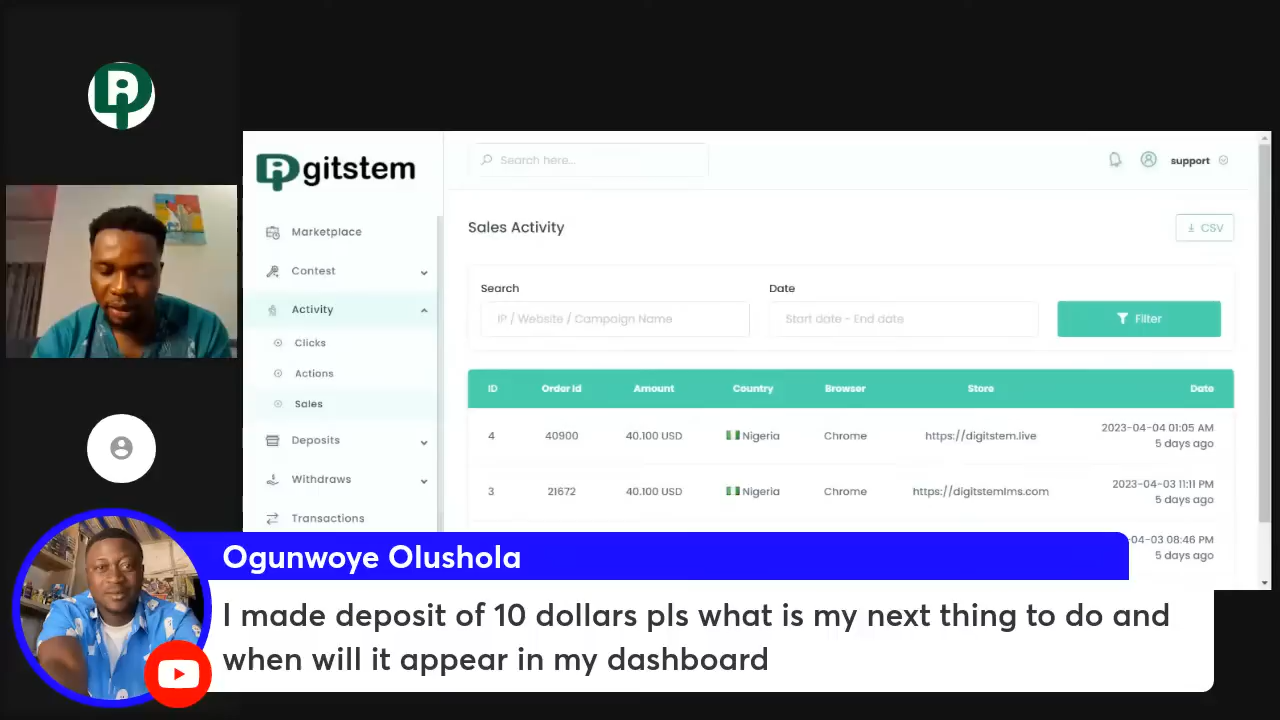 Digitstem
Search here...
support
Marketplace
Contest
Activity
Clicks
Actions
Sales
Deposits
Withdraws
Transactions
Sales Activity
CSV
Search
Date
IP / Website / Campaign Name
Start date - End date
Filter
ID Order Id Amount Country Browser Store Date
4 40900 40.100 USD Nigeria Chrome https://digitstem.live 2023-04-04 01:05 AM
5 days ago
3 21672 40.100 USD Nigeria Chrome https://digitstemlms.com 2023-04-03 11:11 PM
5 days ago
-04-03 08:46 PM
5 days ago
Ogunwoye Olushola
I made deposit of 10 dollars pls what is my next thing to do and
when will it appear in my dashboard